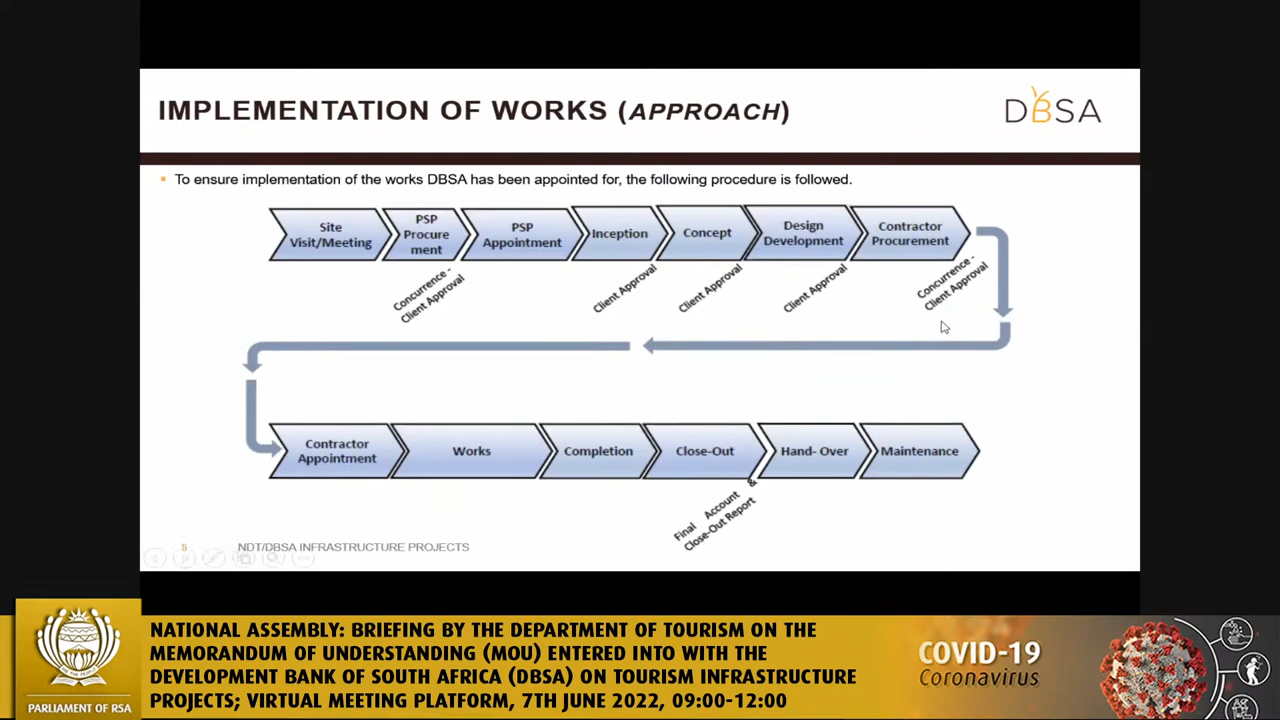 IMPLEMENTATION OF WORKS (APPROACH)
DBSA
To ensure implementation of the works DBSA has been appointed for, the following procedure is followed.
Site
Visit/Meeting
PSP
Procure
ment
PSP
Appointment
Inception
Concept
Design
Development
Contractor
Procurement
Concurrence -
Client Approval
Client Approval
Client Approval
Client Approval
Concurrence -
Client Approval
Contractor
Appointment
Works
Completion
Close-Out
Hand- Over
Maintenance
Final Account &
Close-Out Report
5
NDT/DBSA INFRASTRUCTURE PROJECTS
PARLIAMENT OF RSA
NATIONAL ASSEMBLY: BRIEFING BY THE DEPARTMENT OF TOURISM ON THE
MEMORANDUM OF UNDERSTANDING (MOU) ENTERED INTO WITH THE
DEVELOPMENT BANK OF SOUTH AFRICA (DBSA) ON TOURISM INFRASTRUCTURE
PROJECTS; VIRTUAL MEETING PLATFORM, 7TH JUNE 2022, 09:00-12:00
COVID-19
Coronavirus